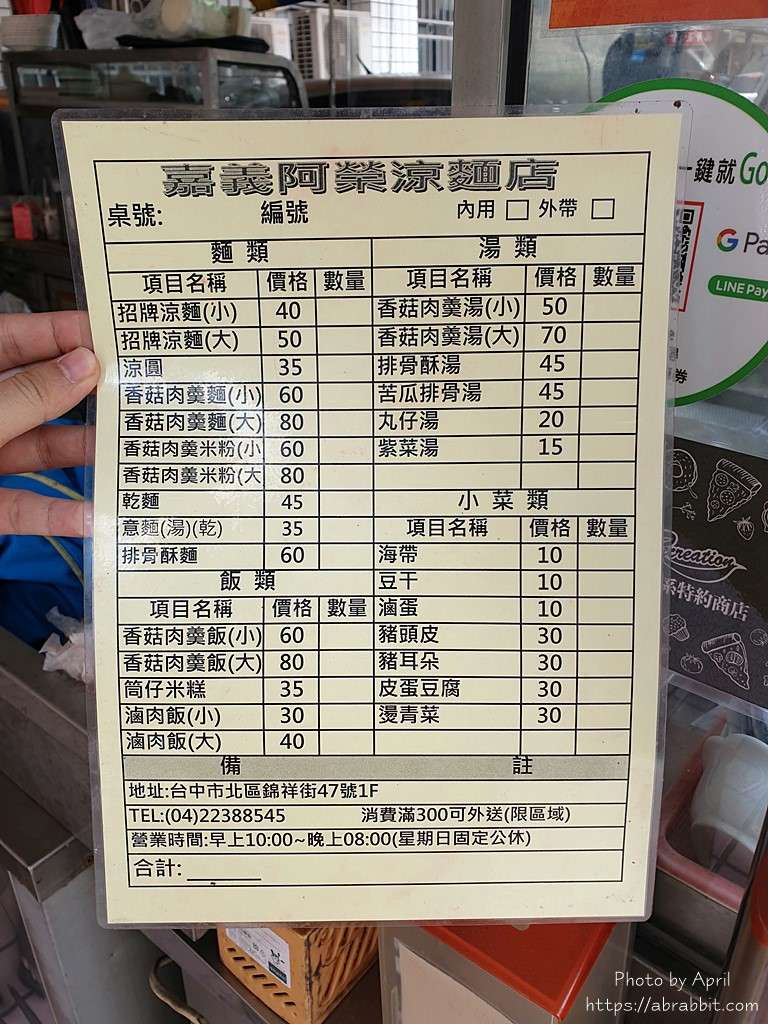 嘉義阿榮涼麵店
桌號: 編號 內用 □ 外帶 □
麵 類
項目名稱 價格 數量
招牌涼麵(小) 40
招牌涼麵(大) 50
涼圓 35
香菇肉羹麵(小) 60
香菇肉羹麵(大) 80
香菇肉羹米粉(小 60
香菇肉羹米粉(大 80
乾麵 45
意麵(湯)(乾) 35
排骨酥麵 60
飯 類
項目名稱 價格 數量
香菇肉羹飯(小) 60
香菇肉羹飯(大) 80
筒仔米糕 35
滷肉飯(小) 30
滷肉飯(大) 40
湯 類
項目名稱 價格 數量
香菇肉羹湯(小) 50
香菇肉羹湯(大) 70
排骨酥湯 45
苦瓜排骨湯 45
丸仔湯 20
紫菜湯 15
小 菜 類
項目名稱 價格 數量
海帶 10
豆干 10
滷蛋 10
豬頭皮 30
豬耳朵 30
皮蛋豆腐 30
燙青菜 30
備 註
地址:台中市北區錦祥街47號1F
TEL:(04)22388545 消費滿300可外送(限區域)
營業時間:早上10:00~晚上08:00(星期日固定公休)
合計:
一鍵就Go
G Pa
LINE Pay
券
creation
特約商店
Photo by April
https://abrabbit.com